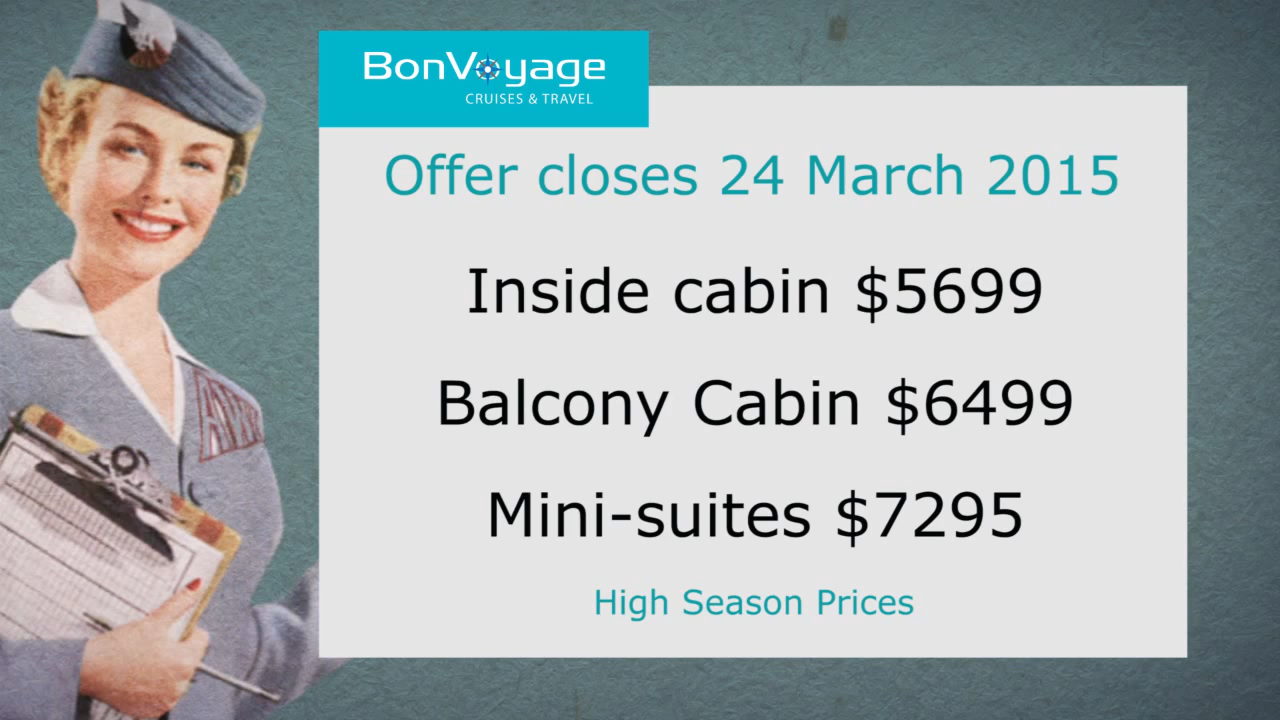 BonVoyage
CRUISES & TRAVEL
Offer closes 24 March 2015
Inside cabin $5699
Balcony Cabin $6499
Mini-suites $7295
High Season Prices